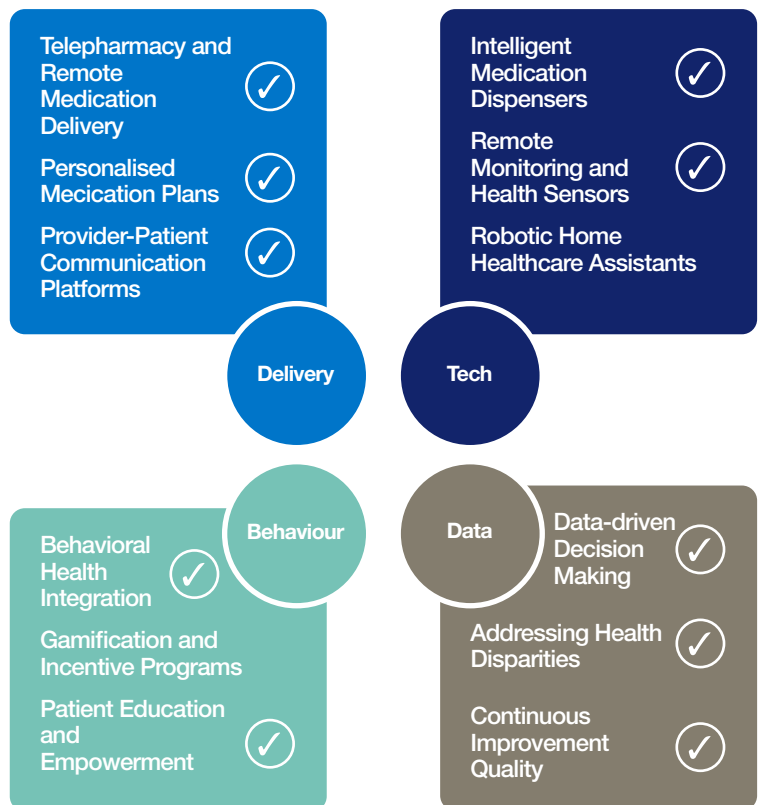 Telepharmacy and
Remote
Medication
Delivery
Personalised
Mecication Plans
Provider-Patient
Communication
Platforms
Delivery
Intelligent
Medication
Dispensers
Remote
Monitoring and
Health Sensors
Robotic Home
Healthcare Assistants
Tech
Behaviour
Behavioral
Health
Integration
Gamification and
Incentive Programs
Patient Education
and
Empowerment
Data
Data-driven
Decision
Making
Addressing Health
Disparities
Continuous
Improvement
Quality